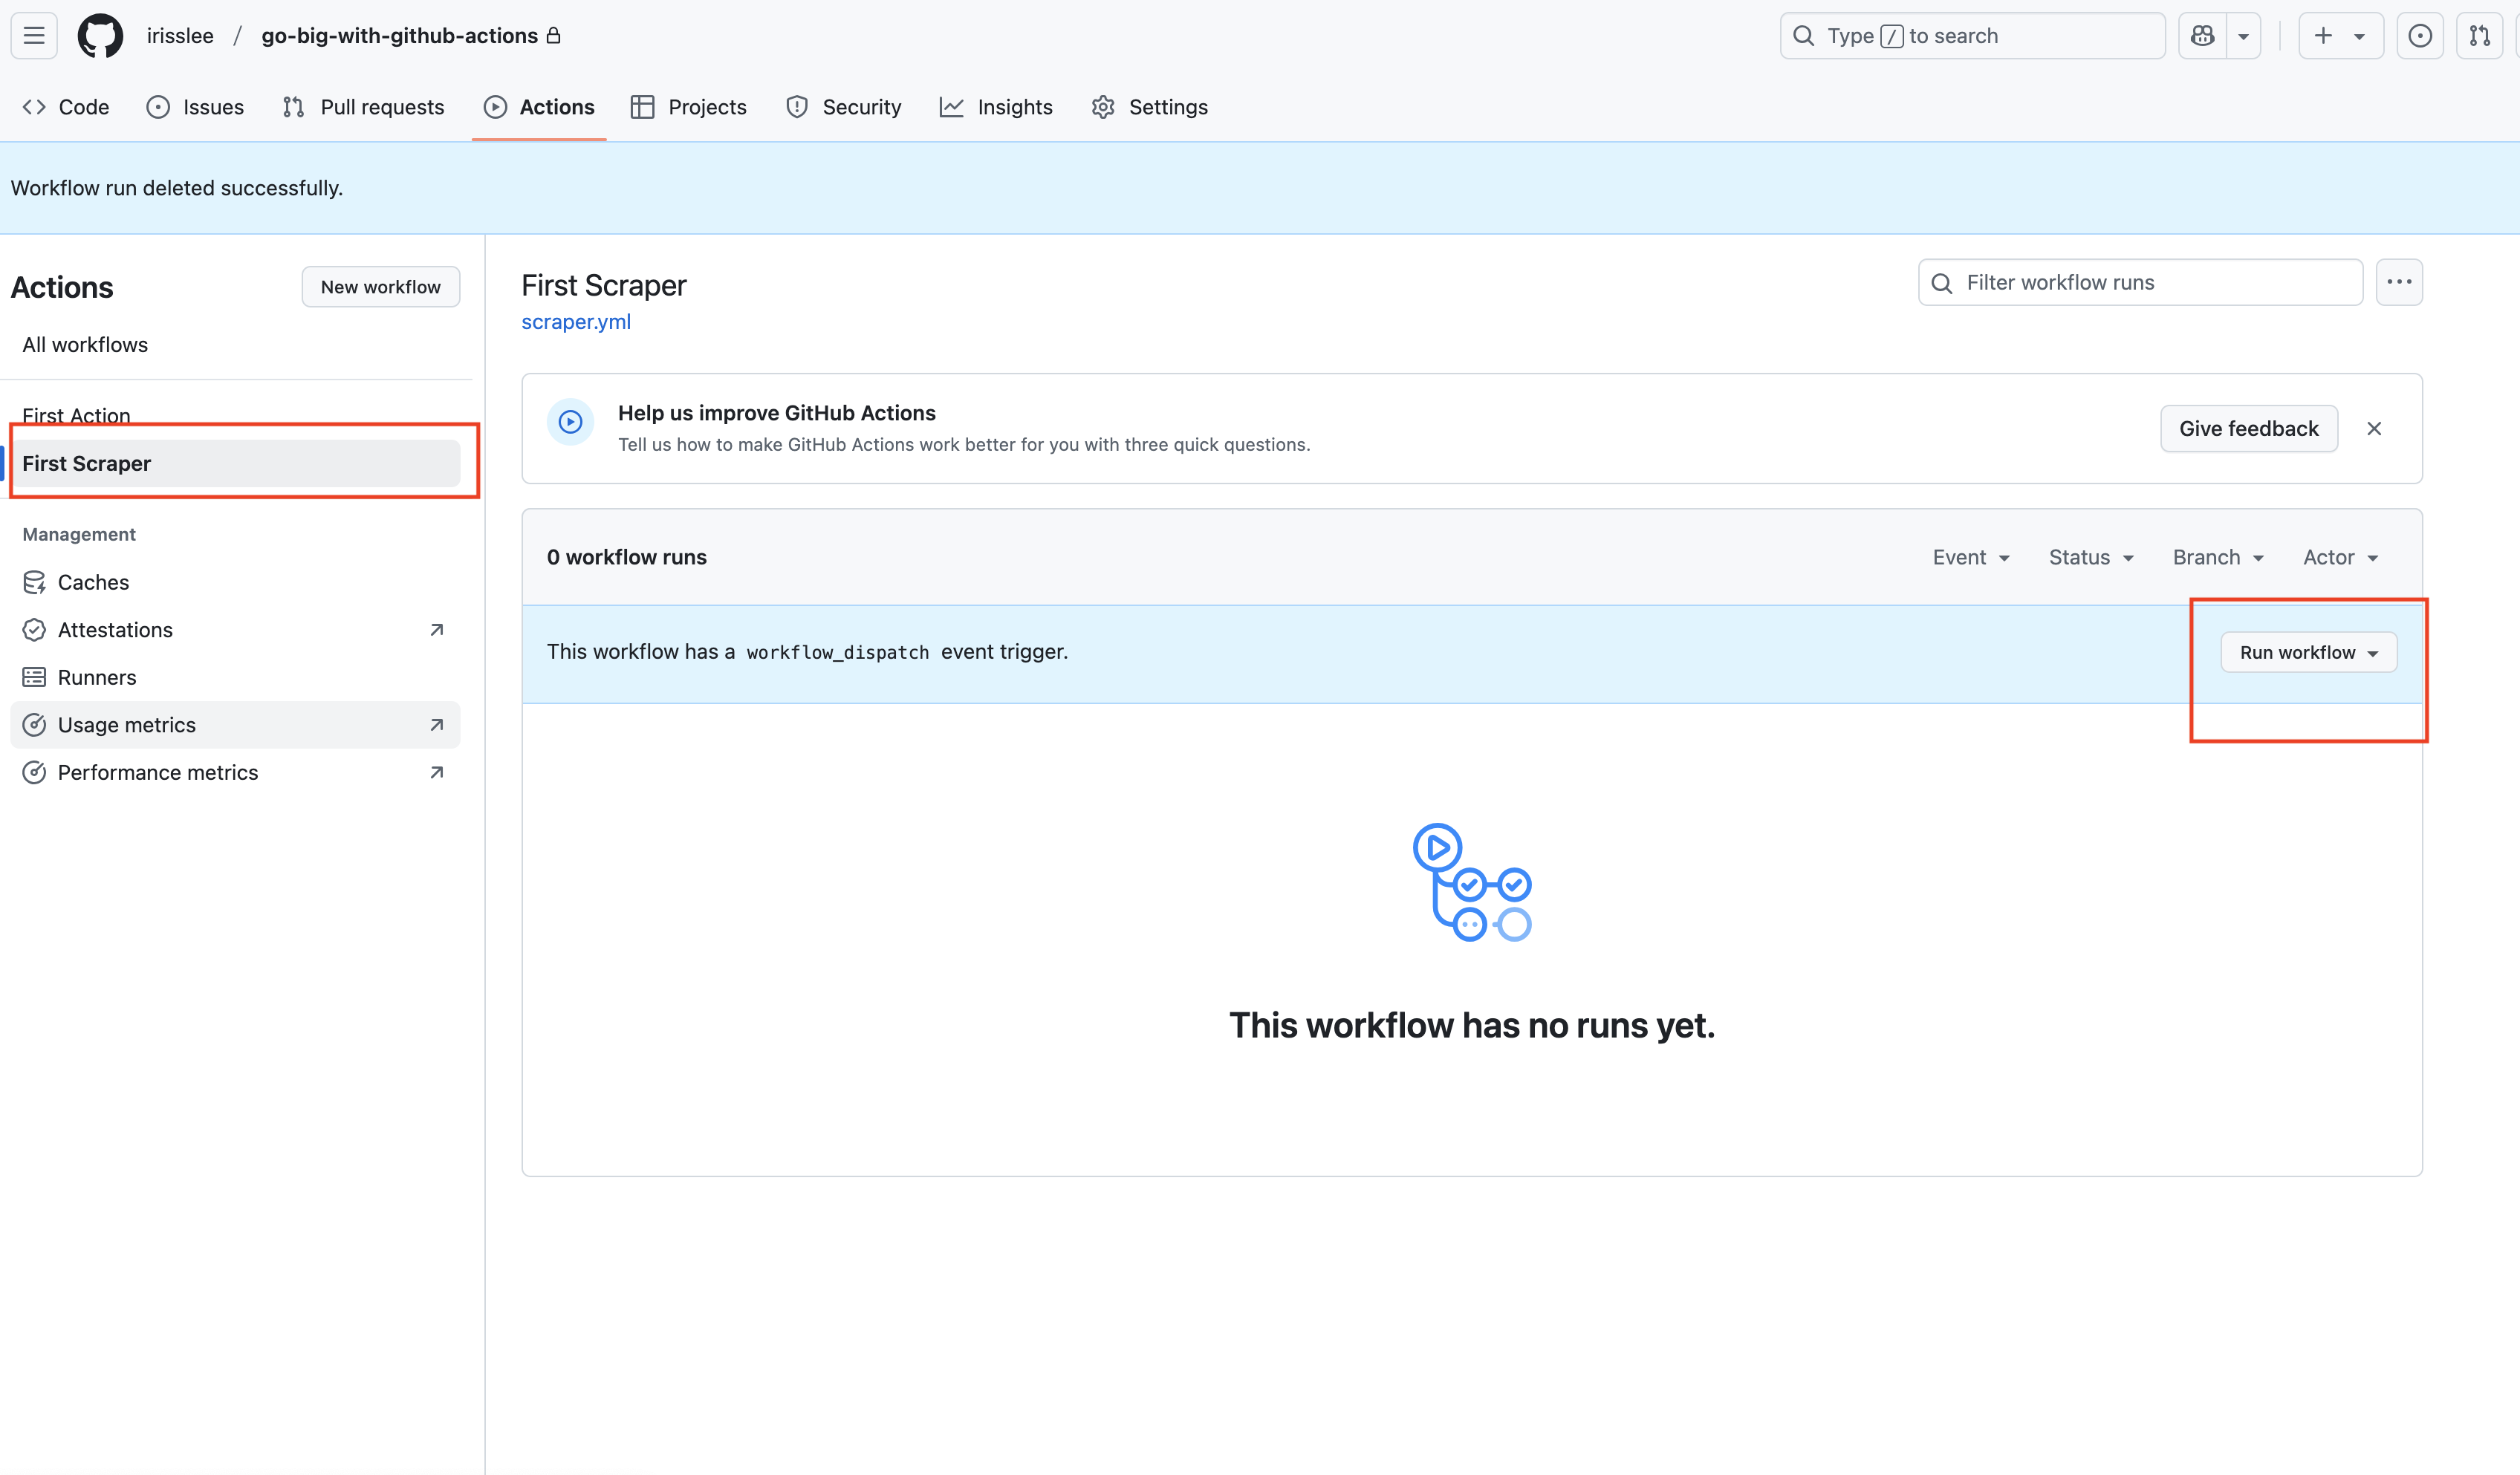 irisslee / go-big-with-github-actions
Type / to search
Code
Issues
Pull requests
Actions
Projects
Security
Insights
Settings
Workflow run deleted successfully.
Actions
New workflow
All workflows
First Action
First Scraper
Management
Caches
Attestations
Runners
Usage metrics
Performance metrics
First Scraper
scraper.yml
Filter workflow runs
Help us improve GitHub Actions
Tell us how to make GitHub Actions work better for you with three quick questions.
Give feedback
0 workflow runs
Event
Status
Branch
Actor
This workflow has a workflow_dispatch event trigger.
Run workflow
This workflow has no runs yet.